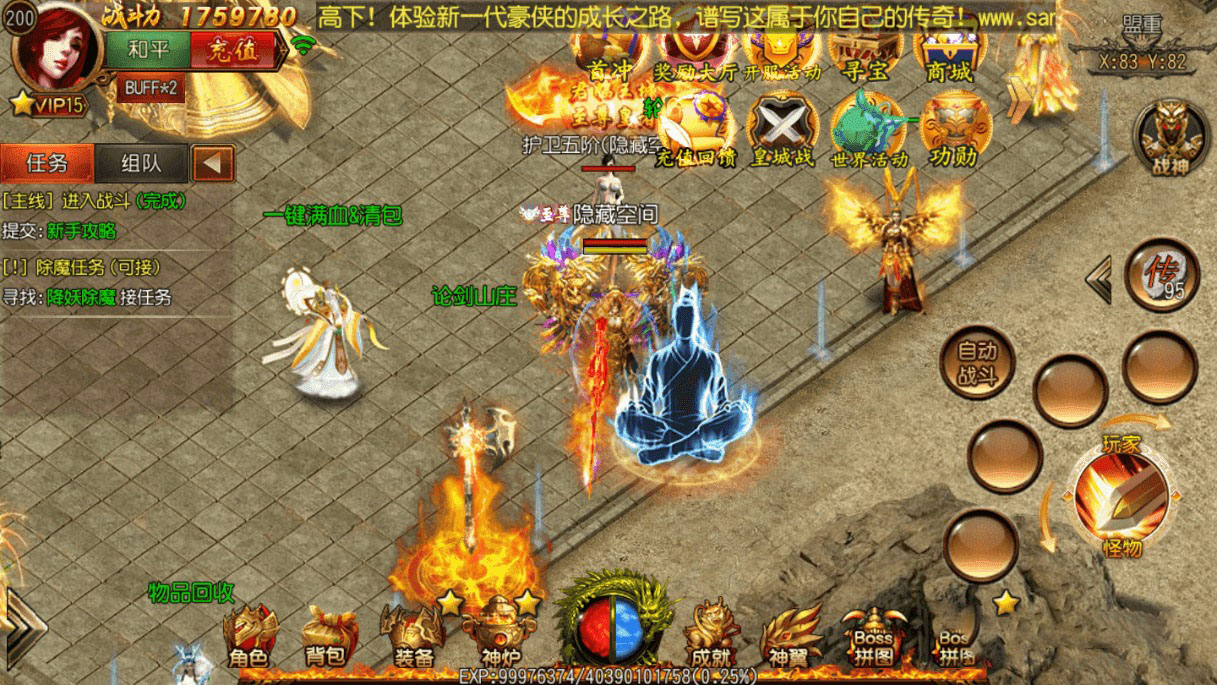 200
战斗力 1759780
高下！体验新一代豪侠的成长之路，谱写这属于你自己的传奇！www.sar
和平
充值
BUFF*2
VIP15
首冲
奖励大厅
开服活动
寻宝
商城
盟重
X:83 Y:82
充值回馈
皇城战
世界活动
功勋
战神
任务
组队
[主线] 进入战斗 (完成)
提交: 新手攻略
[!] 除魔任务 (可接)
寻找: 降妖除魔 接任务
护卫五阶(隐藏空
至尊 隐藏空间
一键满血&清包
论剑山庄
传
95
自动
战斗
玩家
怪物
物品回收
角色
背包
装备
神炉
成就
神翼
Boss
拼图
Bos
拼图
EXP:99976374/40390101758(0.25%)